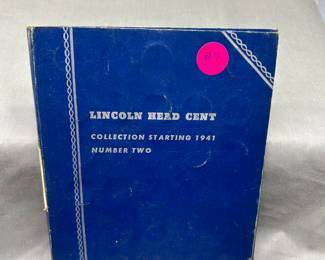 LINCOLN HEAD CENT
COLLECTION STARTING 1941
NUMBER TWO